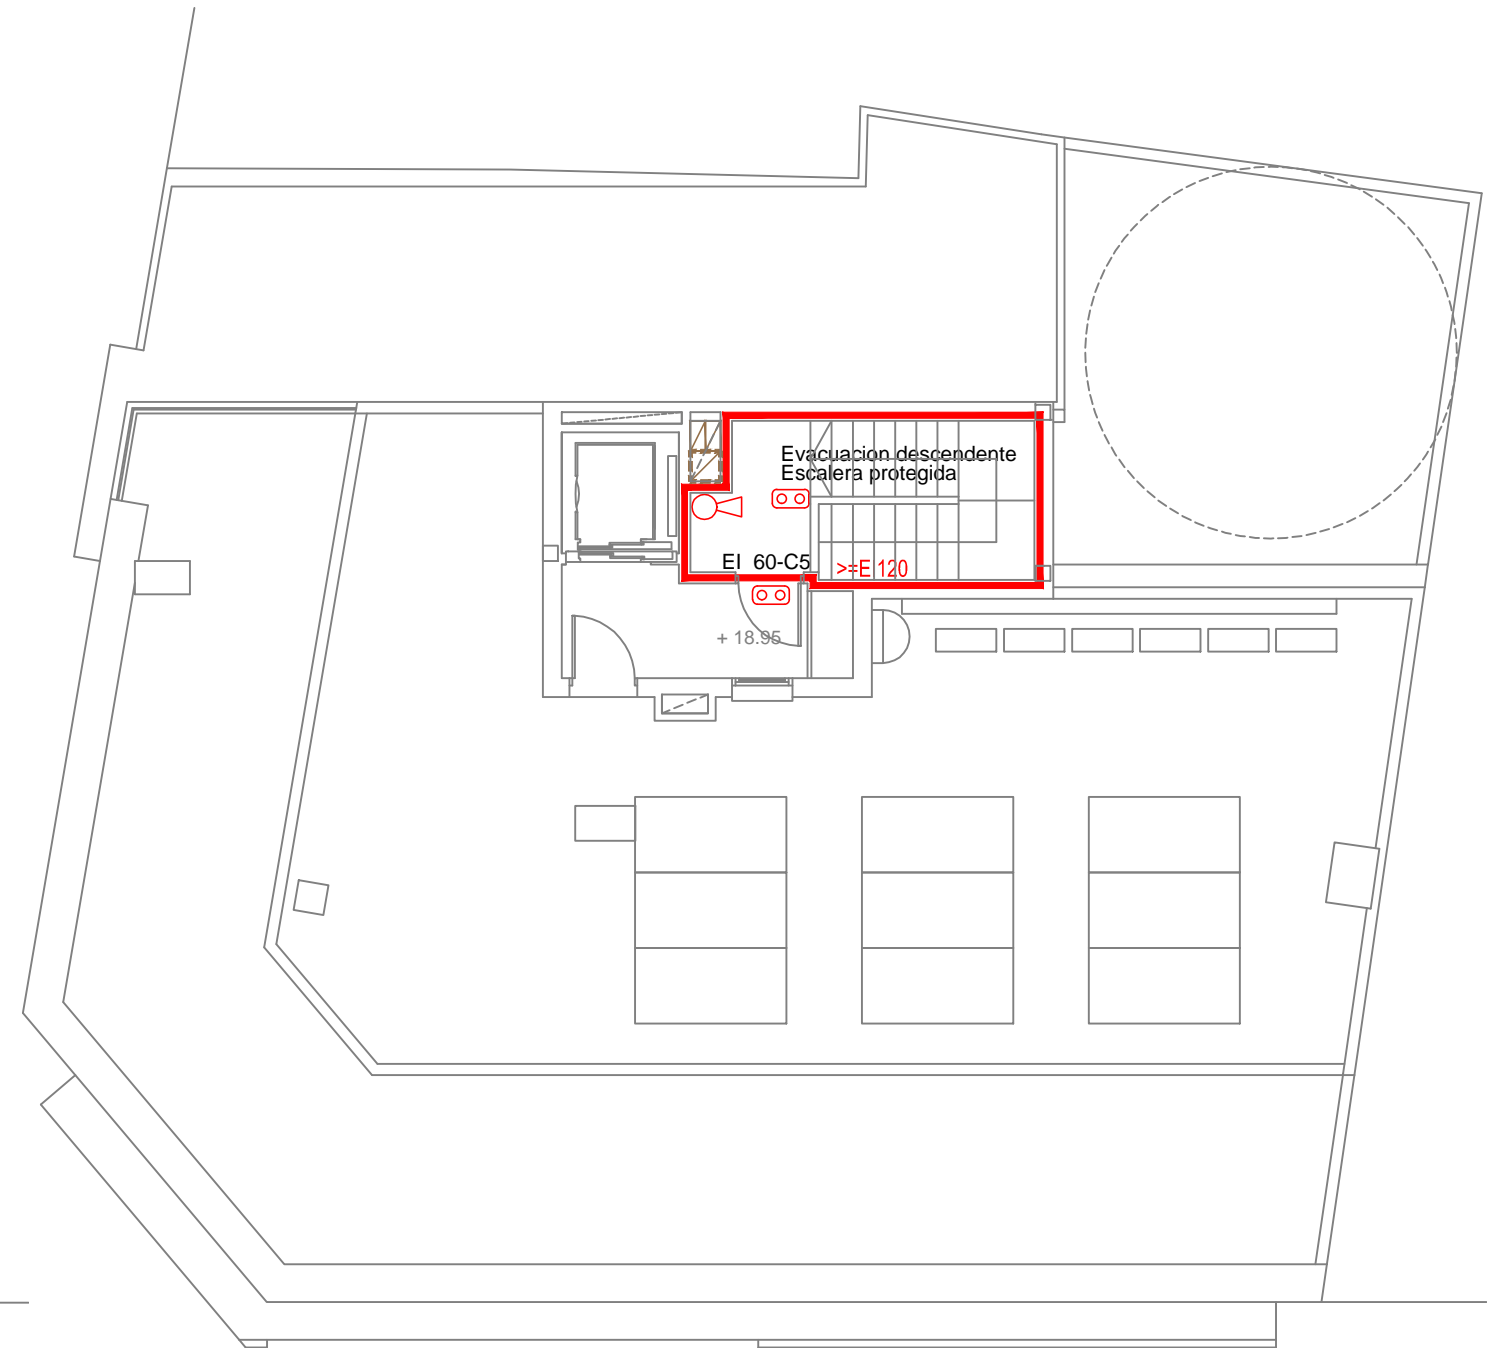 Evacuacion descendente
Escalera protegida
EI 60-C5
>=E 120
+ 18.95